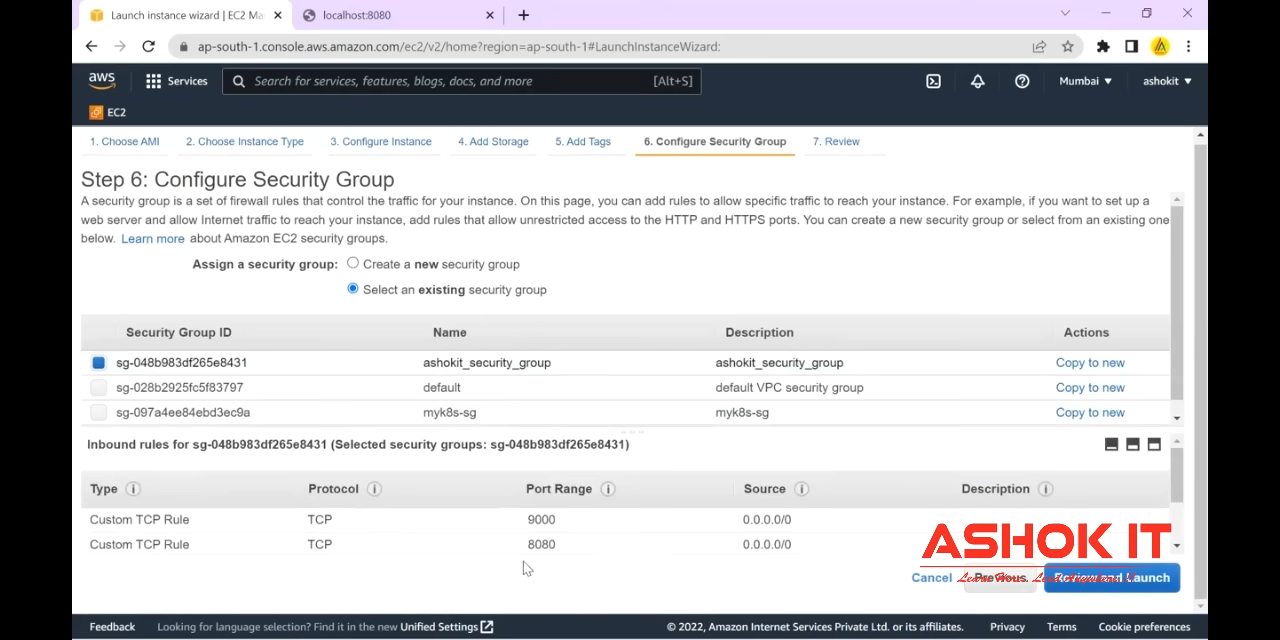 Launch instance wizard | EC2 Ma
localhost:8080
ap-south-1.console.aws.amazon.com/ec2/v2/home?region=ap-south-1#LaunchInstanceWizard:
aws
Services
Search for services, features, blogs, docs, and more
[Alt+S]
Mumbai
ashokit
EC2
1. Choose AMI
2. Choose Instance Type
3. Configure Instance
4. Add Storage
5. Add Tags
6. Configure Security Group
7. Review
Step 6: Configure Security Group
A security group is a set of firewall rules that control the traffic for your instance. On this page, you can add rules to allow specific traffic to reach your instance. For example, if you want to set up a
web server and allow Internet traffic to reach your instance, add rules that allow unrestricted access to the HTTP and HTTPS ports. You can create a new security group or select from an existing one
below. Learn more about Amazon EC2 security groups.
Assign a security group:
Create a new security group
Select an existing security group
Security Group ID Name Description Actions
sg-048b983df265e8431 ashokit_security_group ashokit_security_group Copy to new
sg-028b2925fc5f83797 default default VPC security group Copy to new
sg-097a4ee84ebd3ec9a myk8s-sg myk8s-sg Copy to new
Inbound rules for sg-048b983df265e8431 (Selected security groups: sg-048b983df265e8431)
Type Protocol Port Range Source Description
Custom TCP Rule TCP 9000 0.0.0.0/0
Custom TCP Rule TCP 8080 0.0.0.0/0
ASHOK IT
Cancel
Previous
Review and Launch
Feedback
Looking for language selection? Find it in the new Unified Settings
© 2022, Amazon Internet Services Private Ltd. or its affiliates.
Privacy
Terms
Cookie preferences